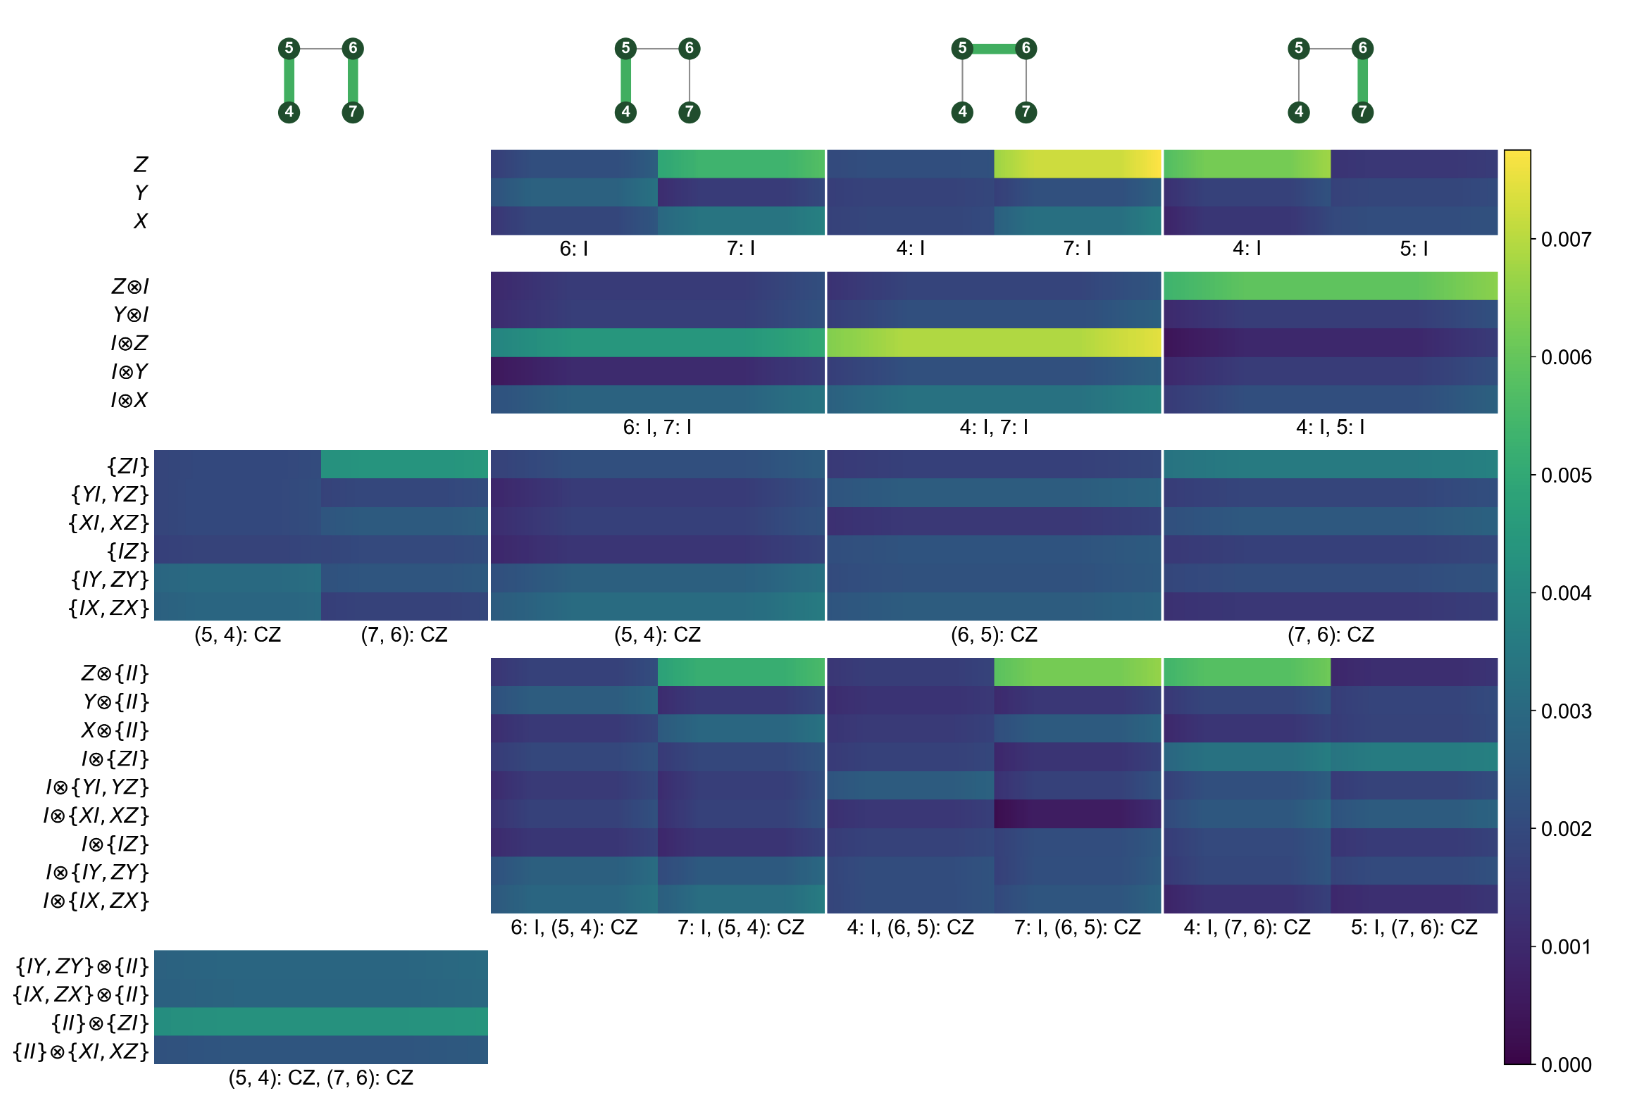 5 6 5 6 5 6 5 6
4 7 4 7 4 7 4 7
Z
Y
X
6: I 7: I 4: I 7: I 4: I 5: I
Z⊗I
Y⊗I
I⊗Z
I⊗Y
I⊗X
6: I, 7: I 4: I, 7: I 4: I, 5: I
{ZI}
{YI, YZ}
{XI, XZ}
{IZ}
{IY, ZY}
{IX, ZX}
(5, 4): CZ (7, 6): CZ (5, 4): CZ (6, 5): CZ (7, 6): CZ
Z⊗{II}
Y⊗{II}
X⊗{II}
I⊗{ZI}
I⊗{YI, YZ}
I⊗{XI, XZ}
I⊗{IZ}
I⊗{IY, ZY}
I⊗{IX, ZX}
6: I, (5, 4): CZ 7: I, (5, 4): CZ 4: I, (6, 5): CZ 7: I, (6, 5): CZ 4: I, (7, 6): CZ 5: I, (7, 6): CZ
{IY, ZY}⊗{II}
{IX, ZX}⊗{II}
{II}⊗{ZI}
{II}⊗{XI, XZ}
(5, 4): CZ, (7, 6): CZ
0.007
0.006
0.005
0.004
0.003
0.002
0.001
0.000